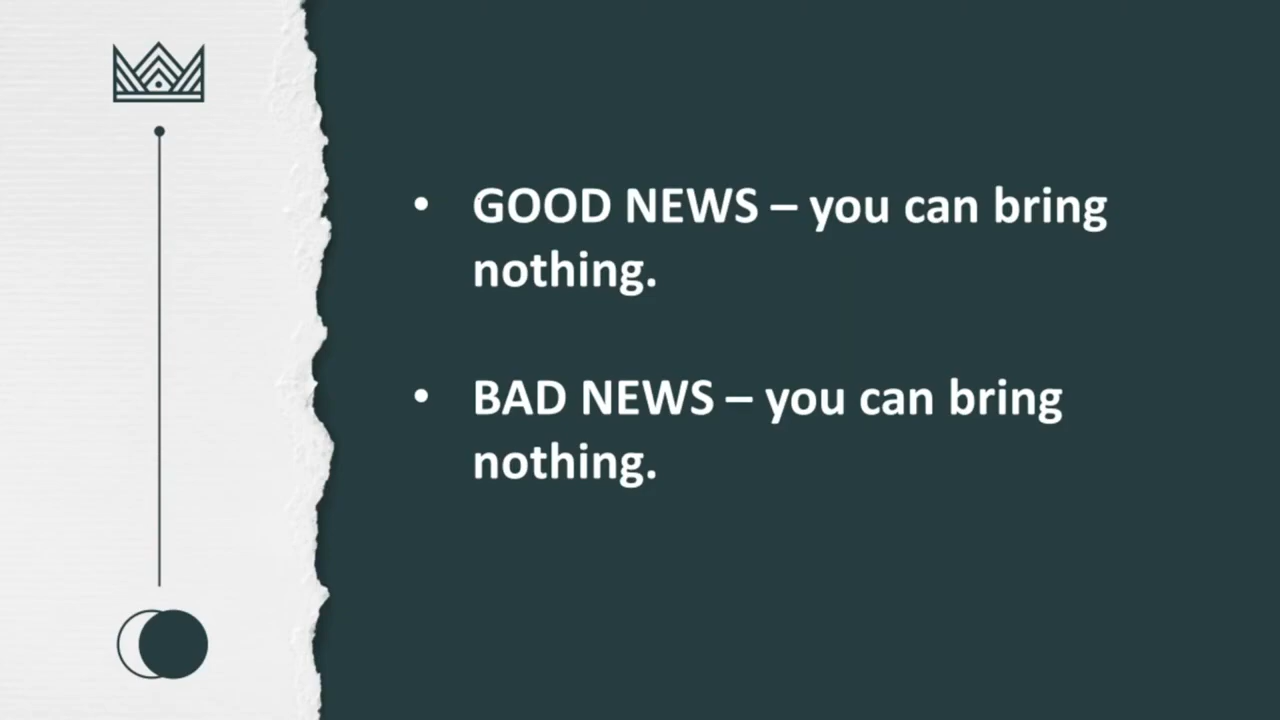 • GOOD NEWS – you can bring
nothing.
• BAD NEWS – you can bring
nothing.